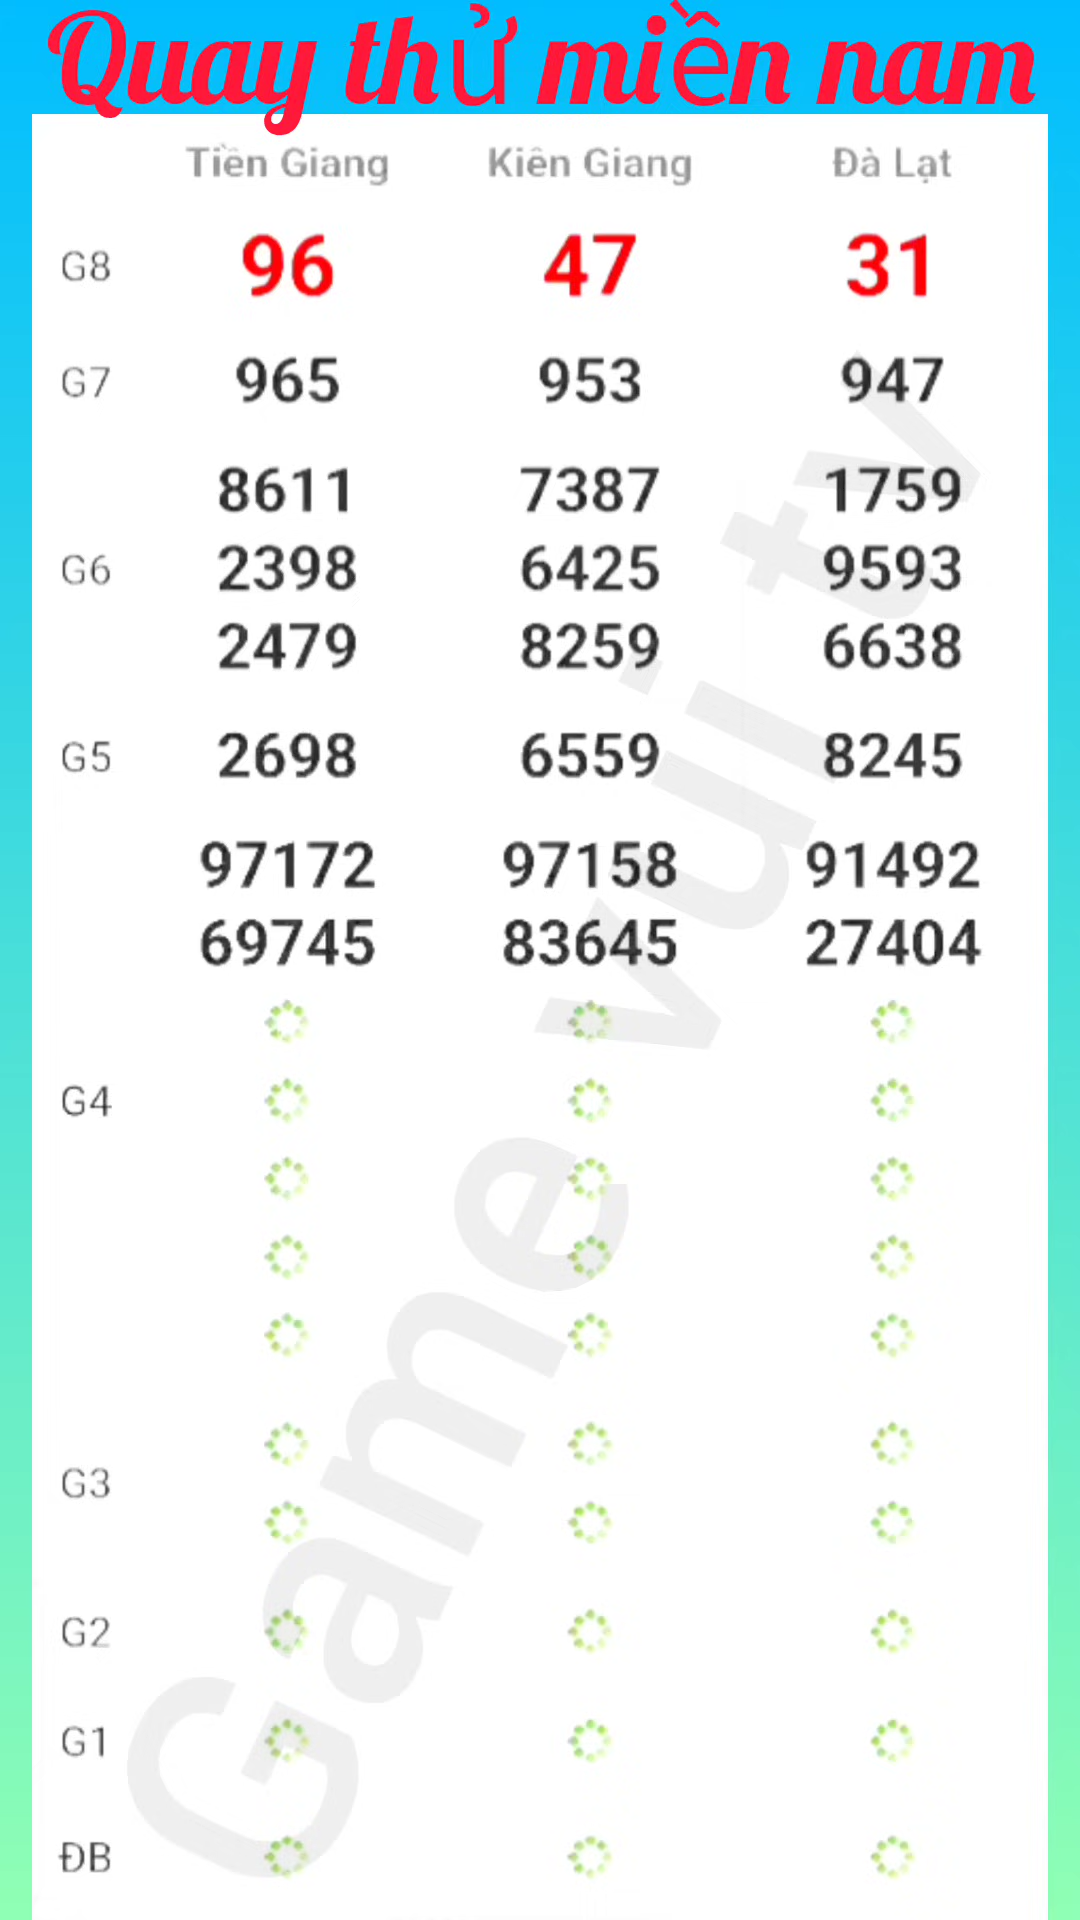 Quay thử miền nam
Tiền Giang Kiên Giang Đà Lạt
G8 96 47 31
G7 965 953 947
8611 7387 1759
G6 2398 6425 9593
2479 8259 6638
G5 2698 6559 8245
97172 97158 91492
69745 83645 27404
G4
G3
G2
G1
ĐB
Game vui tv